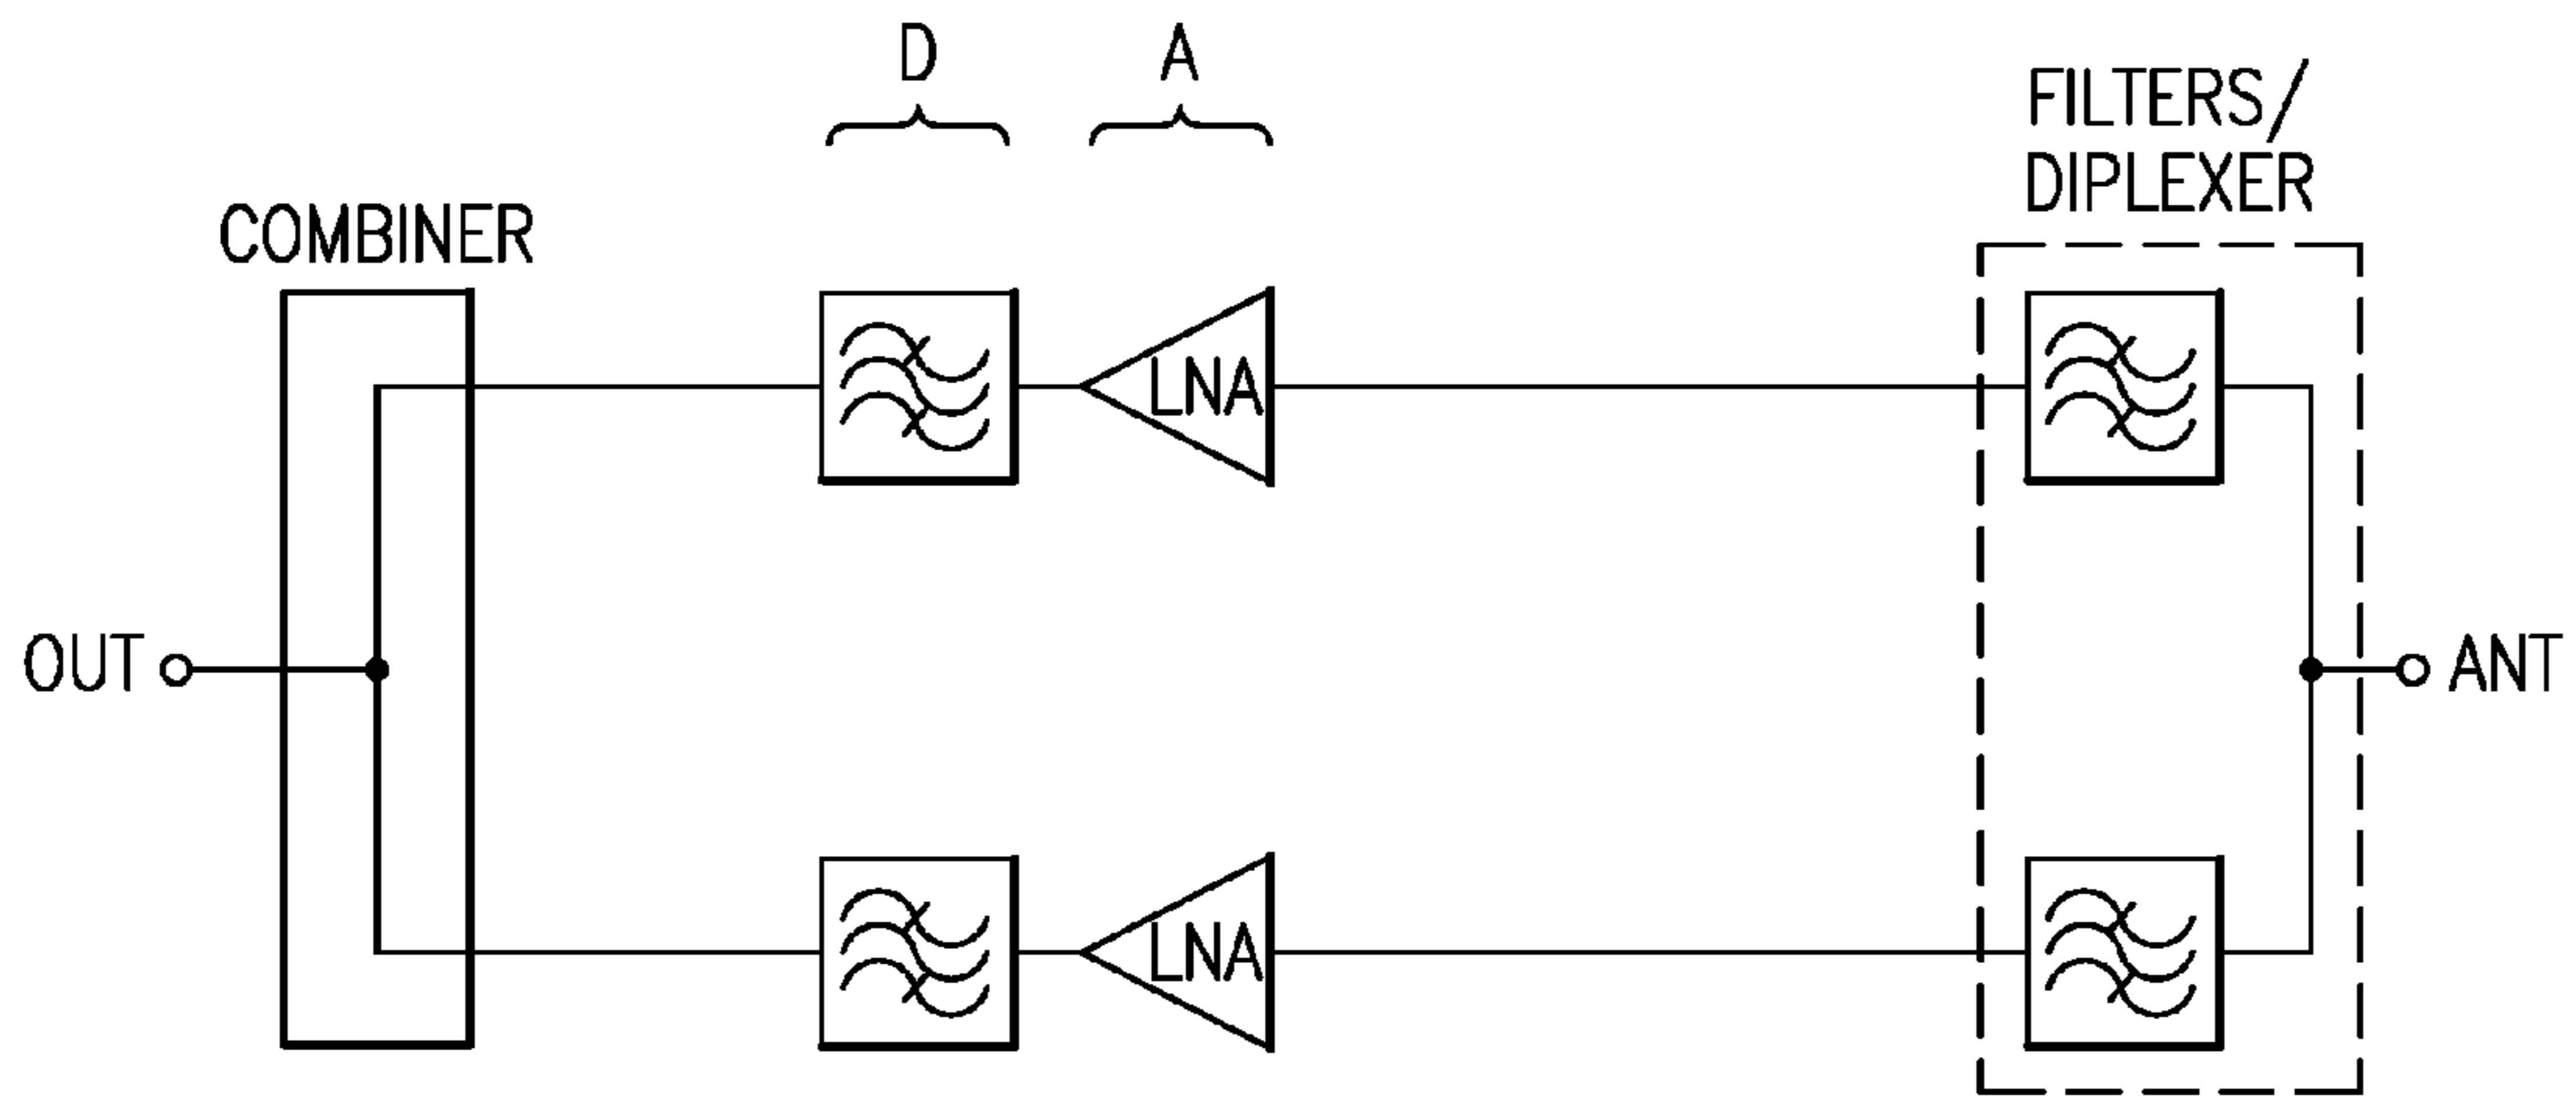 D
A
FILTERS/
DIPLEXER
COMBINER
LNA
OUT
ANT
LNA